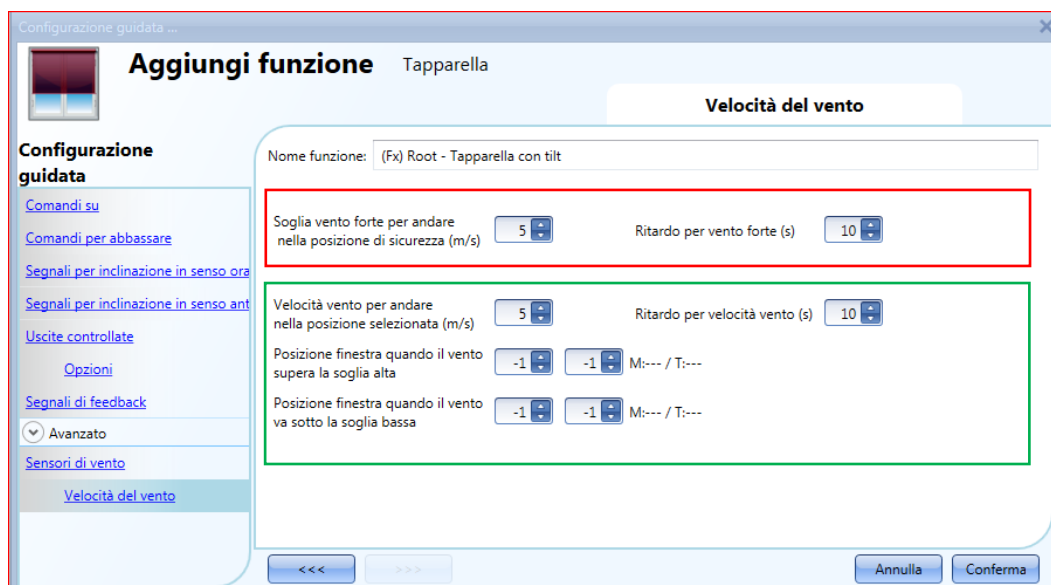 Configurazione guidata ...
Aggiungi funzione Tapparella
Velocità del vento
Configurazione
guidata
Comandi su
Comandi per abbassare
Segnali per inclinazione in senso ora
Segnali per inclinazione in senso ant
Uscite controllate
Opzioni
Segnali di feedback
Avanzato
Sensori di vento
Velocità del vento
Nome funzione: (Fx) Root - Tapparella con tilt
Soglia vento forte per andare
nella posizione di sicurezza (m/s) 5 Ritardo per vento forte (s) 10
Velocità vento per andare
nella posizione selezionata (m/s) 5 Ritardo per velocità vento (s) 10
Posizione finestra quando il vento
supera la soglia alta -1 -1 M:--- / T:---
Posizione finestra quando il vento
va sotto la soglia bassa -1 -1 M:--- / T:---
<<< >>> Annulla Conferma